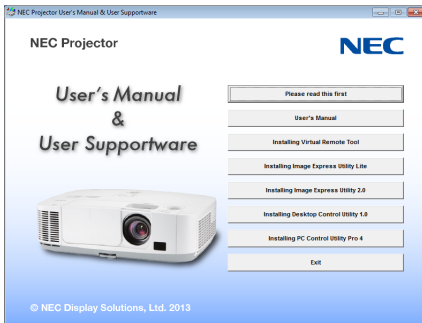 NEC Projector User's Manual & User Supportware
NEC Projector
NEC
User's Manual
&
User Supportware
Please read this first
User's Manual
Installing Virtual Remote Tool
Installing Image Express Utility Lite
Installing Image Express Utility 2.0
Installing Desktop Control Utility 1.0
Installing PC Control Utility Pro 4
Exit
© NEC Display Solutions, Ltd. 2013